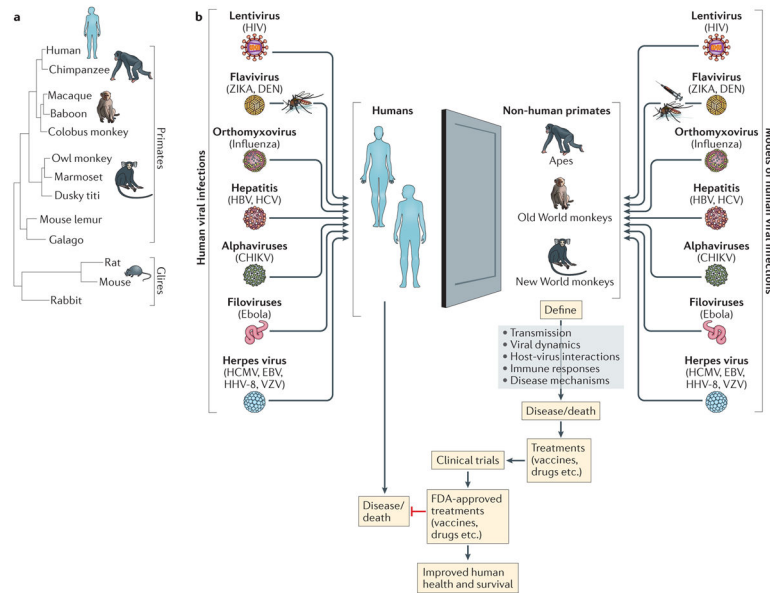 a
Human
Chimpanzee
Macaque
Baboon
Colobus monkey
Owl monkey
Marmoset
Dusky titi
Mouse lemur
Galago
Primates
Rat
Mouse
Rabbit
Glires
b
Human viral infections
Lentivirus
(HIV)
Flavivirus
(ZIKA, DEN)
Orthomyxovirus
(Influenza)
Hepatitis
(HBV, HCV)
Alphaviruses
(CHIKV)
Filoviruses
(Ebola)
Herpes virus
(HCMV, EBV,
HHV-8, VZV)
Humans
Non-human primates
Apes
Old World monkeys
New World monkeys
Lentivirus
(HIV)
Flavivirus
(ZIKA, DEN)
Orthomyxovirus
(Influenza)
Hepatitis
(HBV, HCV)
Alphaviruses
(CHIKV)
Filoviruses
(Ebola)
Herpes virus
(HCMV, EBV,
HHV-8, VZV)
Models of human viral infections
Define
• Transmission
• Viral dynamics
• Host-virus interactions
• Immune responses
• Disease mechanisms
Disease/death
Treatments
(vaccines,
drugs etc.)
Clinical trials
FDA-approved
treatments
(vaccines,
drugs etc.)
Disease/
death
Improved human
health and survival